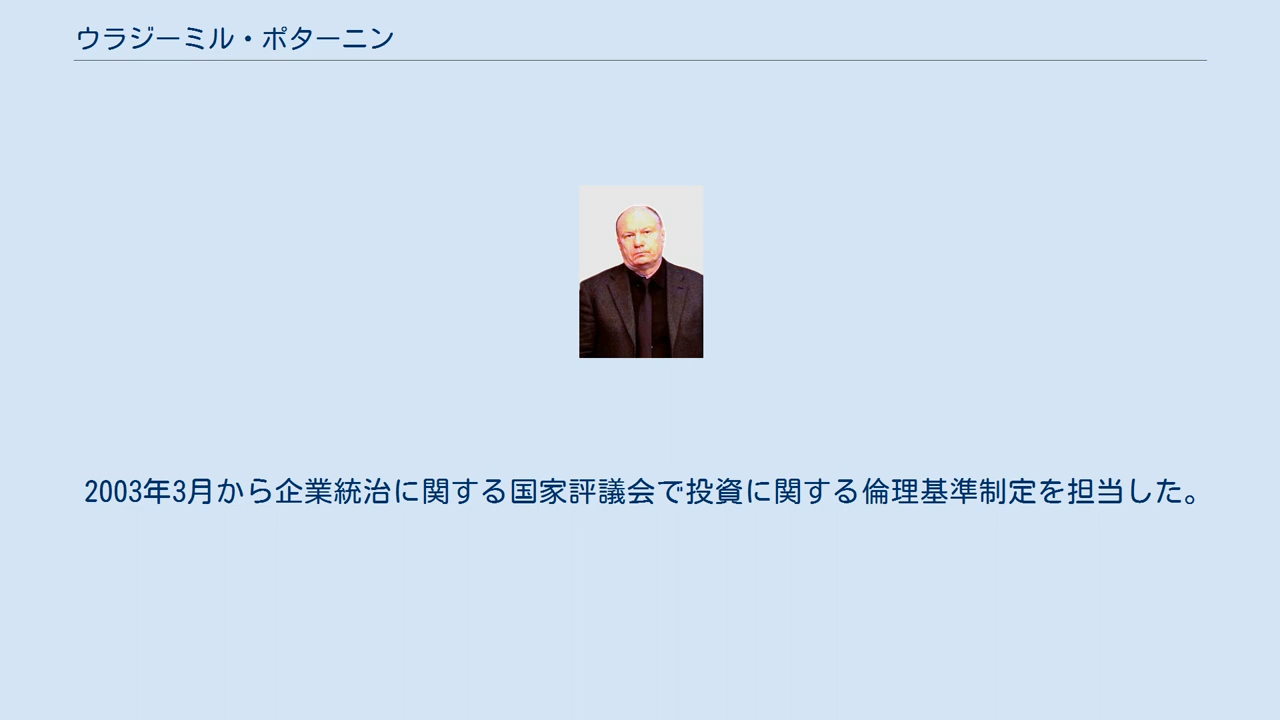 ウラジーミル・ポターニン
2003年3月から企業統治に関する国家評議会で投資に関する倫理基準制定を担当した。